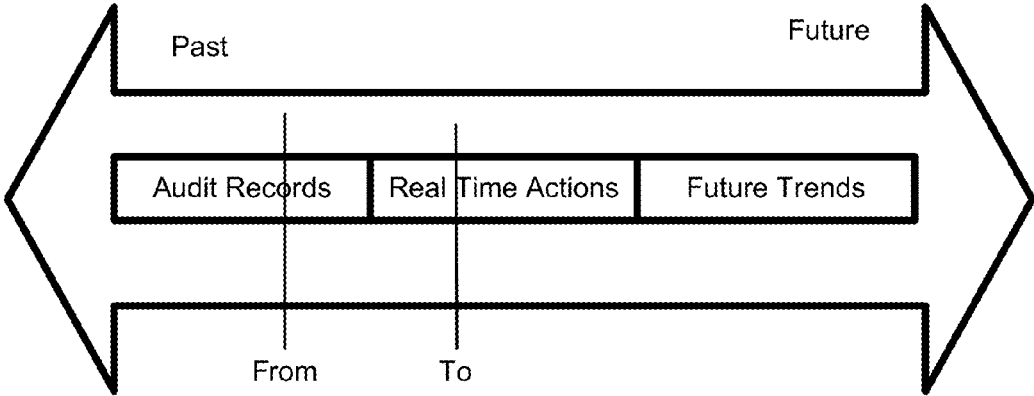 Past
Future
Audit Records
Real Time Actions
Future Trends
From
To